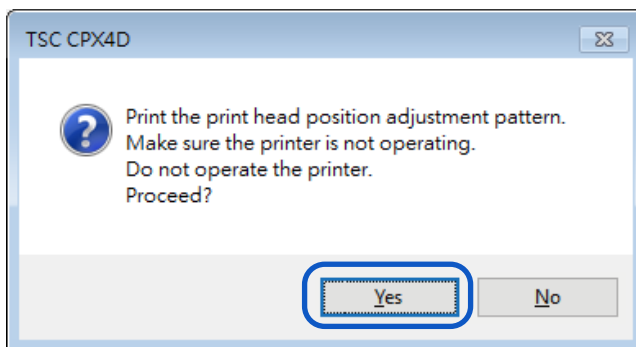 TSC CPX4D
Print the print head position adjustment pattern.
Make sure the printer is not operating.
Do not operate the printer.
Proceed?
Yes
No